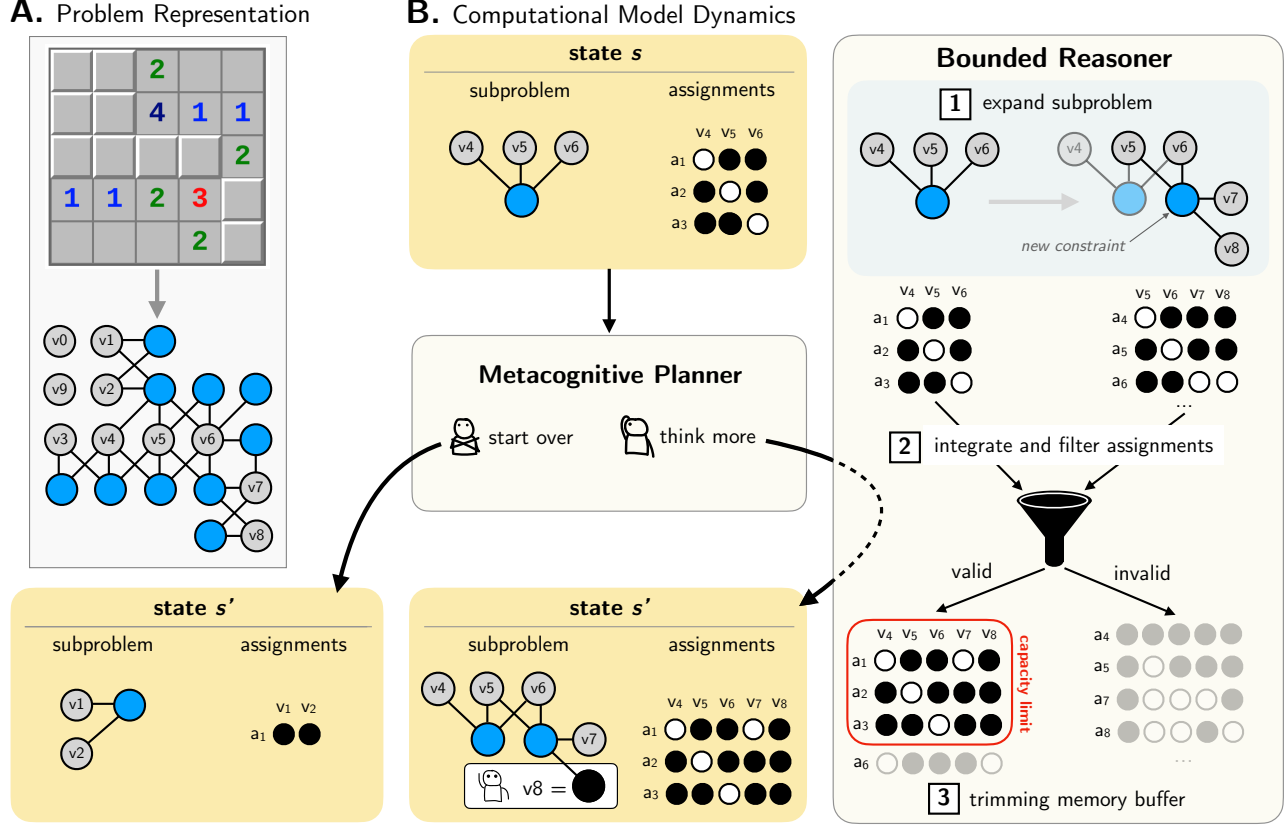 A. Problem Representation
2
4 1 1
2
1 1 2 3
2
v0 v1
v9 v2
v3 v4 v5 v6
v7
v8
B. Computational Model Dynamics
state s
subproblem assignments
v4 v5 v6
v4 v5 v6
a1
a2
a3
Metacognitive Planner
start over think more
state s'
subproblem assignments
v1
v2
v1 v2
a1
state s'
subproblem assignments
v4 v5 v6
v7
v8 =
v4 v5 v6 v7 v8
a1
a2
a3
Bounded Reasoner
1 expand subproblem
v4 v5 v6
v4 v5 v6
v7
v8
new constraint
v4 v5 v6
a1
a2
a3
v5 v6 v7 v8
a4
a5
a6
...
2 integrate and filter assignments
valid invalid
v4 v5 v6 v7 v8
a1
a2
a3
capacity limit
a6
a4
a5
a7
a8
...
3 trimming memory buffer